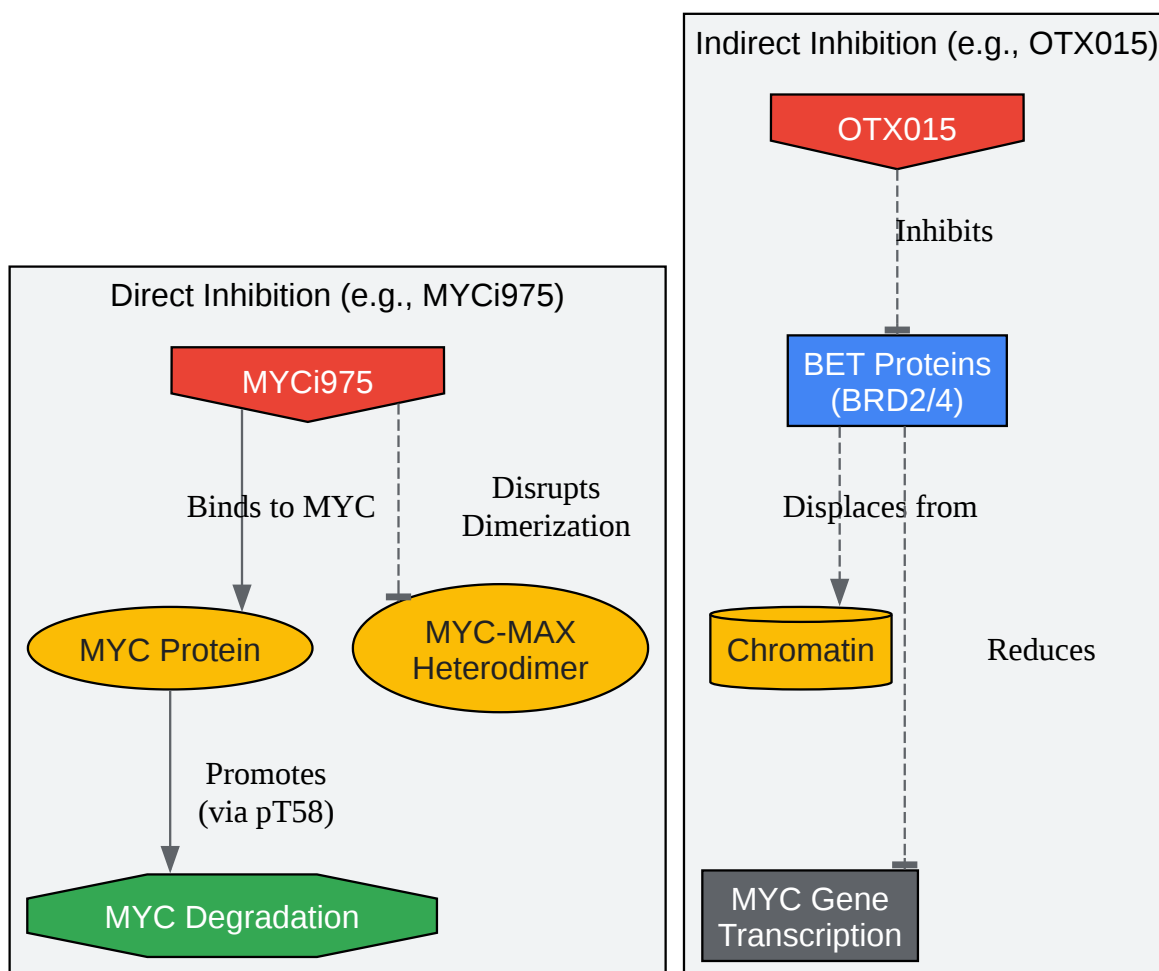 Direct Inhibition (e.g., MYCi975)
MYCi975
Binds to MYC
Disrupts
Dimerization
MYC Protein
MYC-MAX
Heterodimer
Promotes
(via pT58)
MYC Degradation
Indirect Inhibition (e.g., OTX015)
OTX015
Inhibits
BET Proteins
(BRD2/4)
Displaces from
Chromatin
Reduces
MYC Gene
Transcription